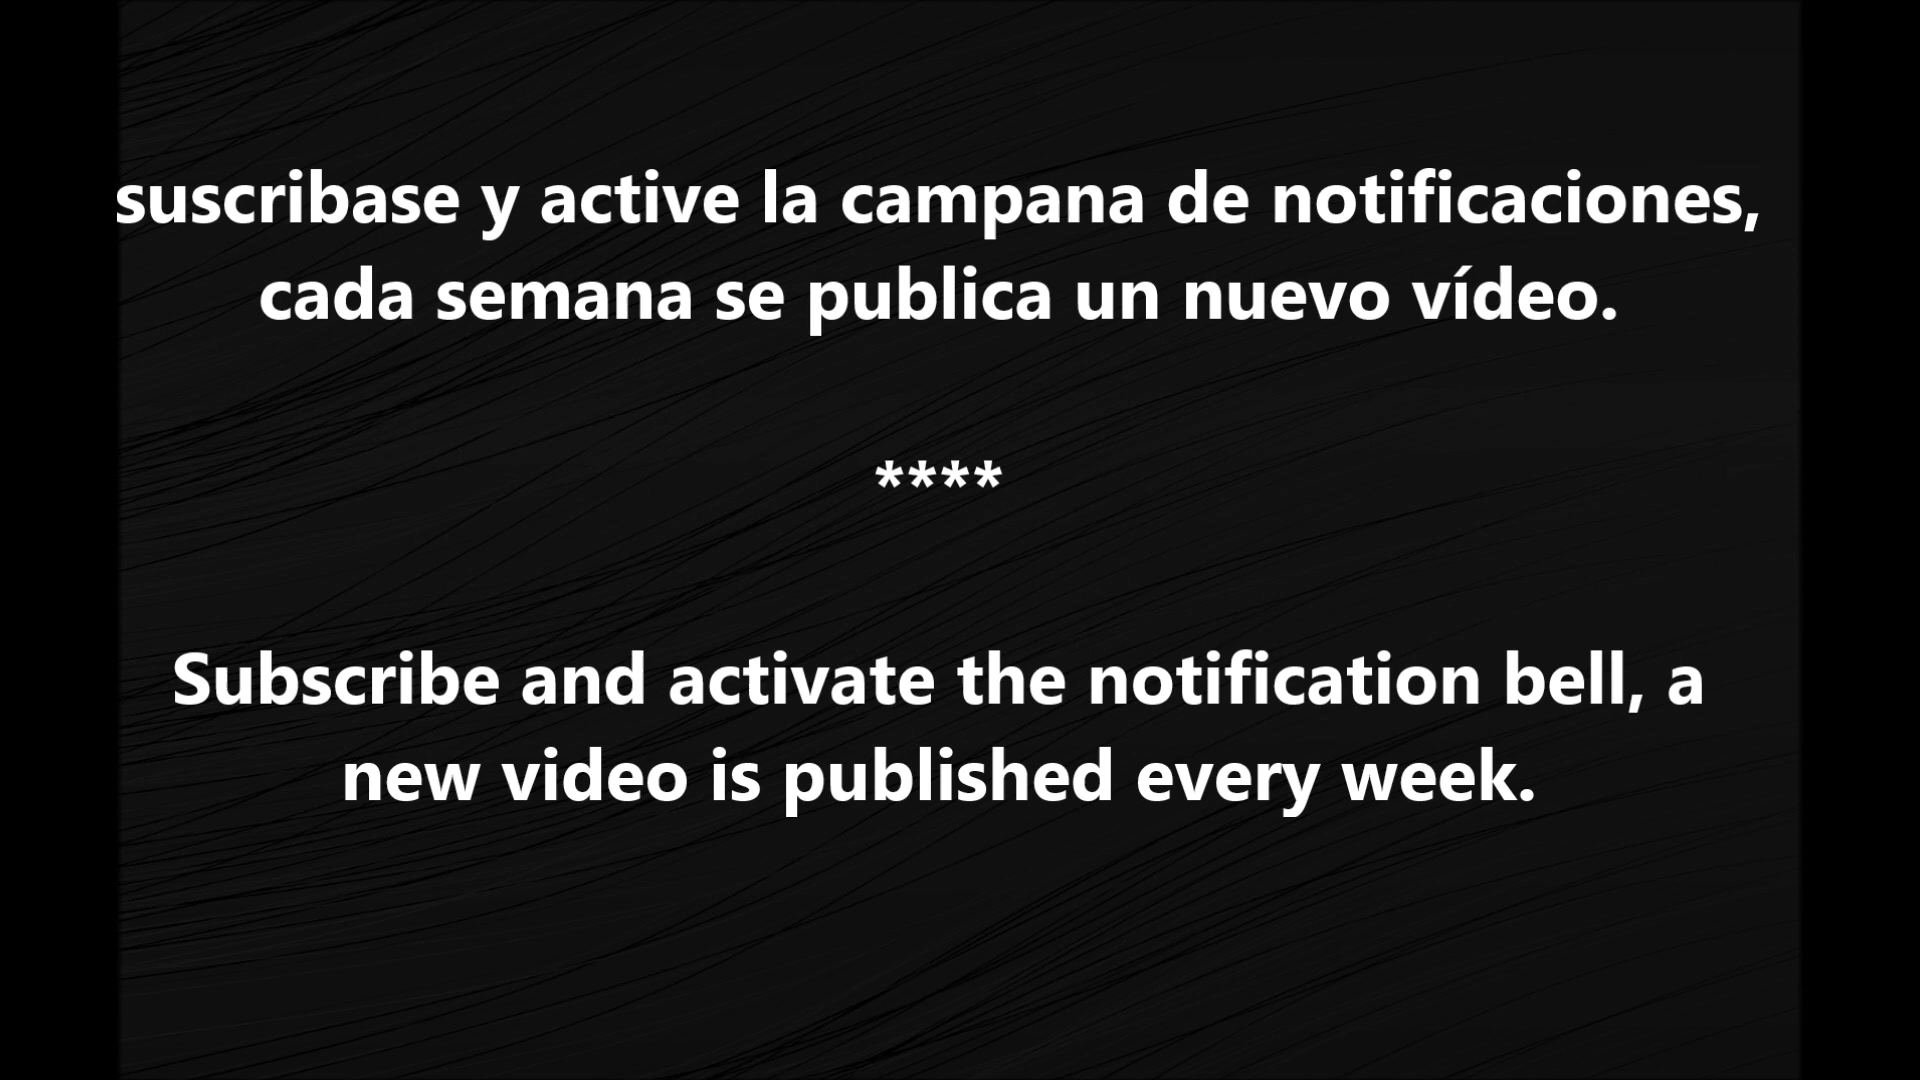 suscribase y active la campana de notificaciones,
cada semana se publica un nuevo vídeo.
****
Subscribe and activate the notification bell, a
new video is published every week.